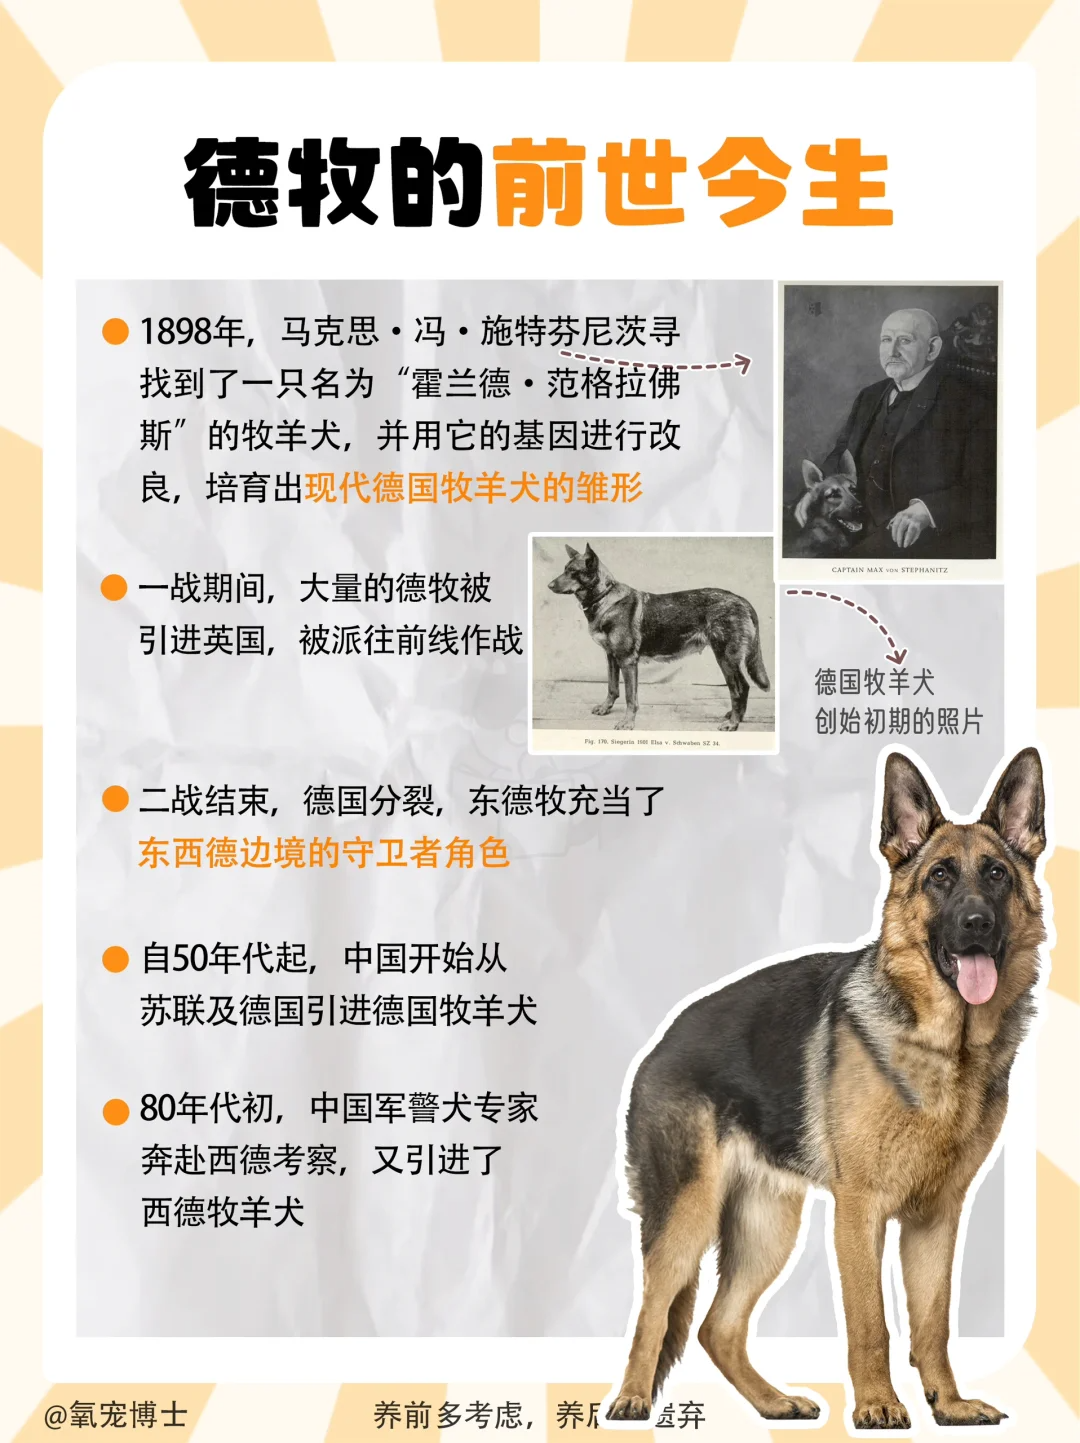 德牧的前世今生
1898年，马克思·冯·施特芬尼茨寻
找到了一只名为“霍兰德·范格拉佛
斯”的牧羊犬，并用它的基因进行改
良，培育出现代德国牧羊犬的雏形
CAPTAIN MAX VON STEPHANITZ
一战期间，大量的德牧被
引进英国，被派往前线作战
Fig. 170. Siegerin 1901 Elsa v. Schwaben SZ 34.
德国牧羊犬
创始初期的照片
二战结束，德国分裂，东德牧充当了
东西德边境的守卫者角色
自50年代起，中国开始从
苏联及德国引进德国牧羊犬
80年代初，中国军警犬专家
奔赴西德考察，又引进了
西德牧羊犬
@氧宠博士
养前多考虑，养后 遗弃